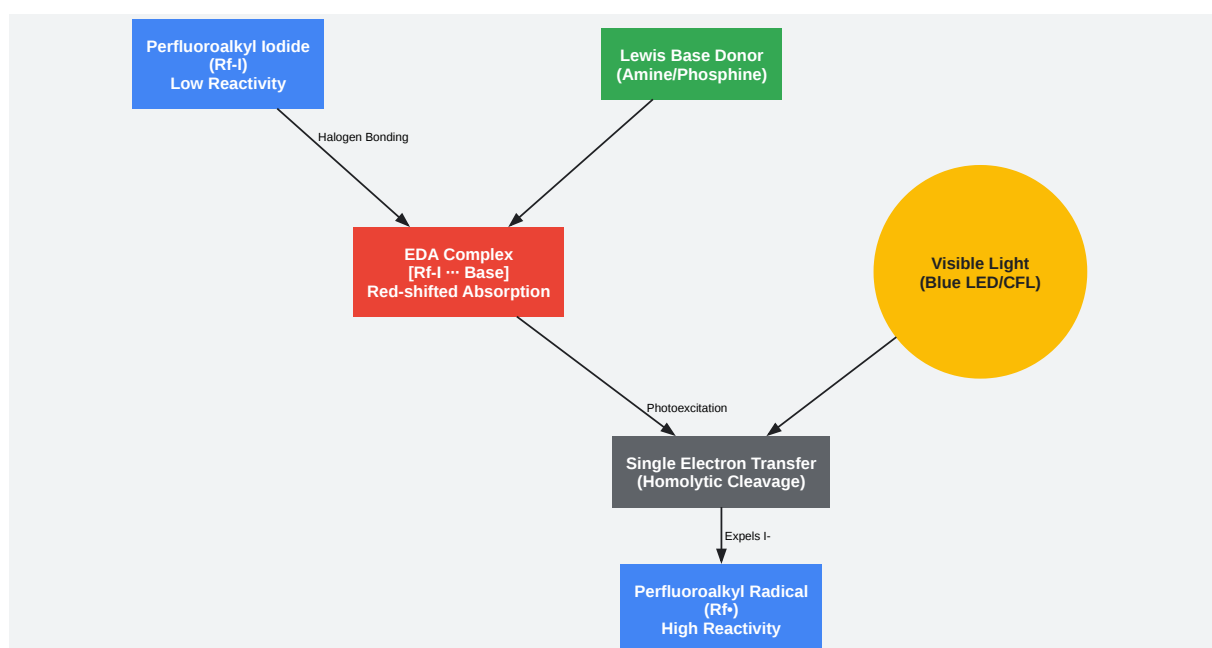 Perfluoroalkyl Iodide
(Rf-I)
Low Reactivity
Lewis Base Donor
(Amine/Phosphine)
Halogen Bonding
EDA Complex
[Rf-I ··· Base]
Red-shifted Absorption
Visible Light
(Blue LED/CFL)
Photoexcitation
Single Electron Transfer
(Homolytic Cleavage)
Expels I-
Perfluoroalkyl Radical
(Rf•)
High Reactivity